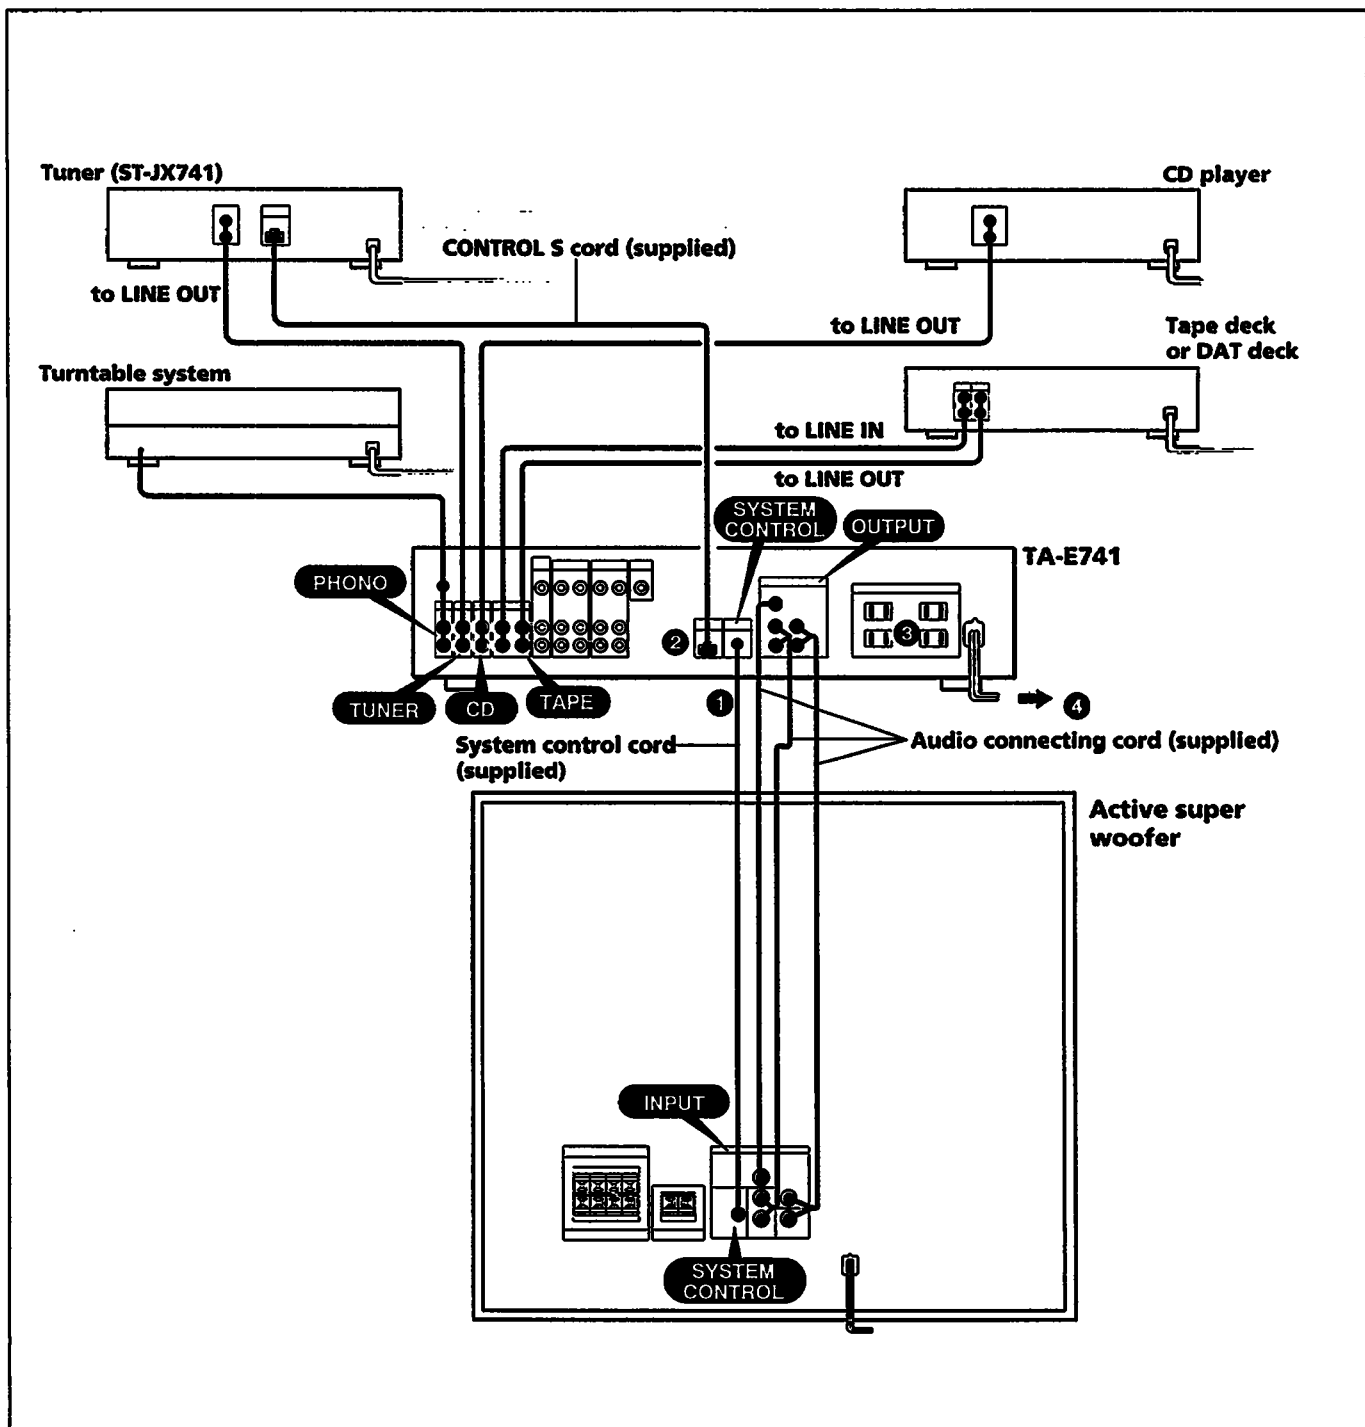 Tuner (ST-JX741)
CD player
CONTROL S cord (supplied)
to LINE OUT
to LINE OUT
Tape deck
or DAT deck
Turntable system
to LINE IN
to LINE OUT
SYSTEM
CONTROL
OUTPUT
TA-E741
PHONO
2
3
TUNER
CD
TAPE
1
4
System control cord
(supplied)
Audio connecting cord (supplied)
Active super
woofer
INPUT
SYSTEM
CONTROL